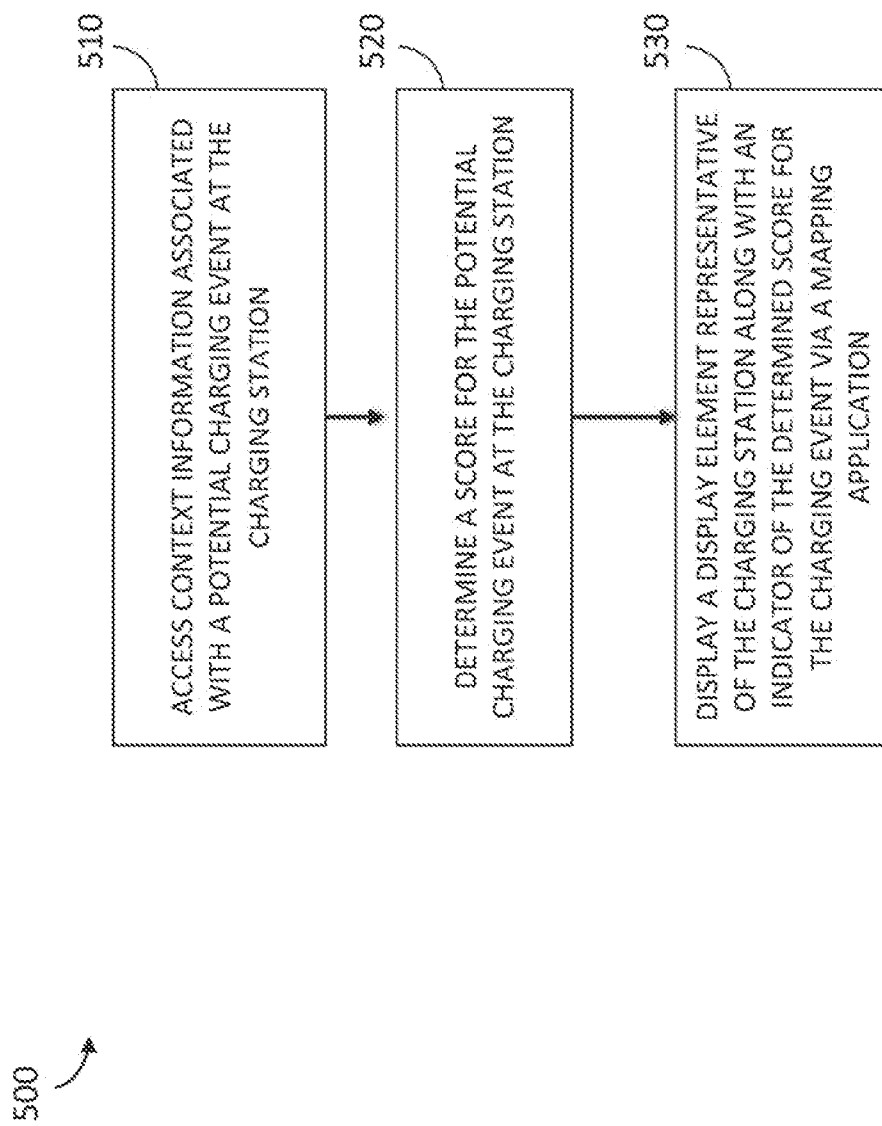 500
510
ACCESS CONTEXT INFORMATION ASSOCIATED
WITH A POTENTIAL CHARGING EVENT AT THE
CHARGING STATION
520
DETERMINE A SCORE FOR THE POTENTIAL
CHARGING EVENT AT THE CHARGING STATION
530
DISPLAY A DISPLAY ELEMENT REPRESENTATIVE
OF THE CHARGING STATION ALONG WITH AN
INDICATOR OF THE DETERMINED SCORE FOR
THE CHARGING EVENT VIA A MAPPING
APPLICATION